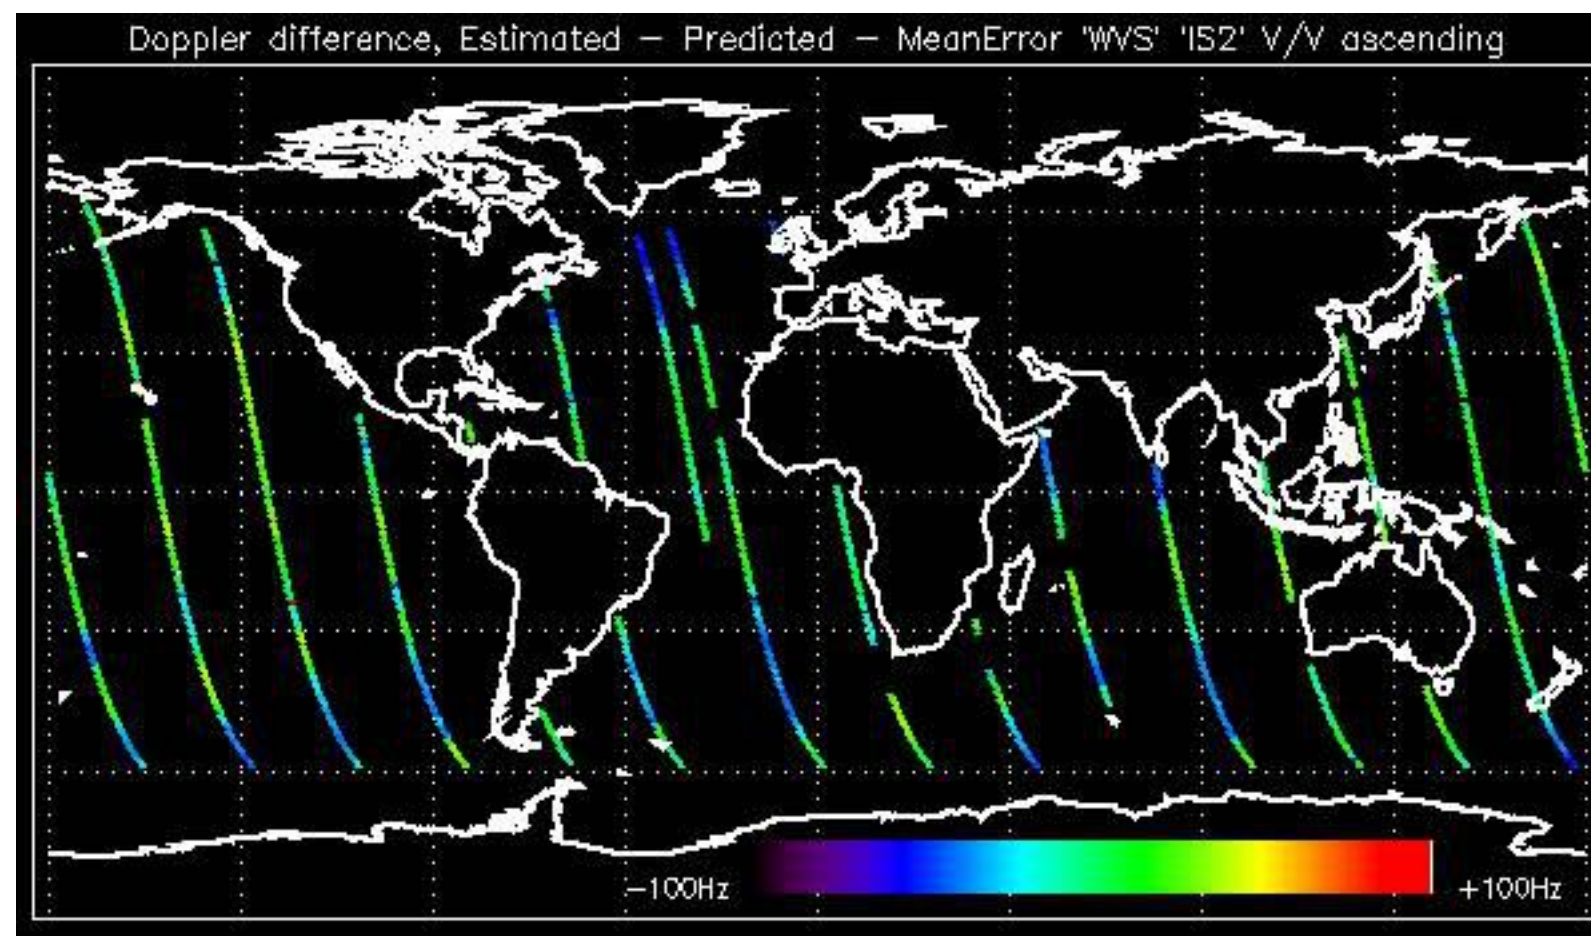 Doppler difference, Estimated – Predicted – MeanError 'WVS' 'IS2' V/V ascending
–100Hz +100Hz